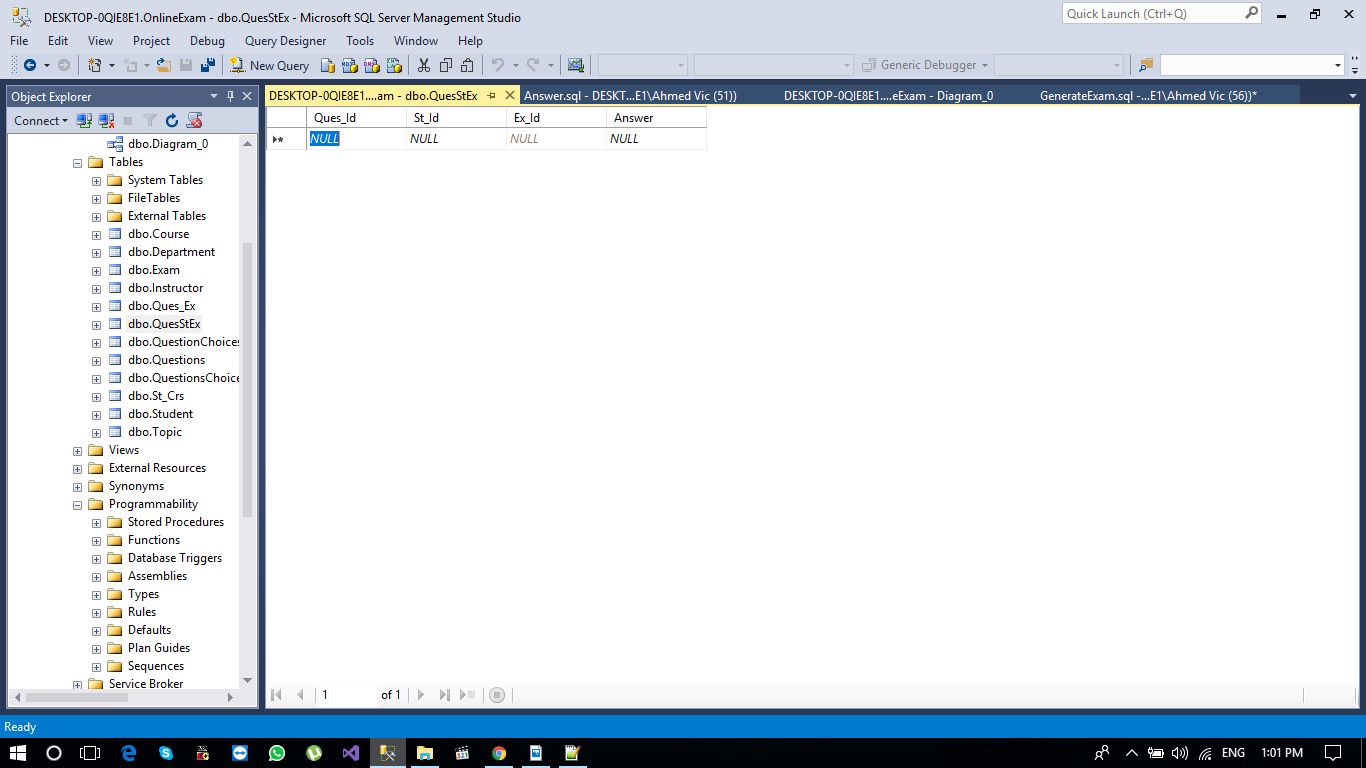 DESKTOP-0QIE8E1.OnlineExam - dbo.QuesStEx - Microsoft SQL Server Management Studio
Quick Launch (Ctrl+Q)
File Edit View Project Debug Query Designer Tools Window Help
New Query
Generic Debugger
Object Explorer
DESKTOP-0QIE8E1....am - dbo.QuesStEx
Answer.sql - DESKT...E1\Ahmed Vic (51))
DESKTOP-0QIE8E1....eExam - Diagram_0
GenerateExam.sql -...E1\Ahmed Vic (56))*
Connect
dbo.Diagram_0
Tables
System Tables
FileTables
External Tables
dbo.Course
dbo.Department
dbo.Exam
dbo.Instructor
dbo.Ques_Ex
dbo.QuesStEx
dbo.QuestionChoices
dbo.Questions
dbo.QuestionsChoice
dbo.St_Crs
dbo.Student
dbo.Topic
Views
External Resources
Synonyms
Programmability
Stored Procedures
Functions
Database Triggers
Assemblies
Types
Rules
Defaults
Plan Guides
Sequences
Service Broker
Ques_Id St_Id Ex_Id Answer
NULL NULL NULL NULL
1 of 1
Ready
ENG 1:01 PM